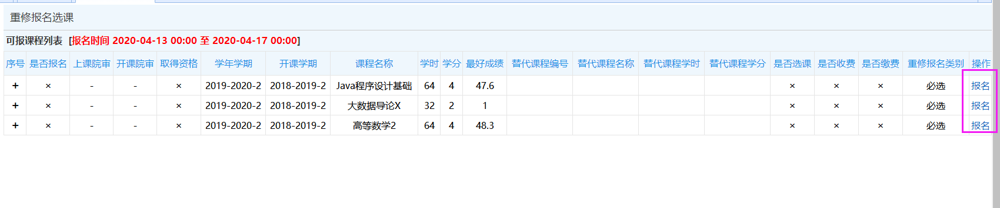 重修报名选课
可报课程列表 [报名时间 2020-04-13 00:00 至 2020-04-17 00:00]
序号 是否报名 上课院审 开课院审 取得资格 学年学期 开课学期 课程名称 学时 学分 最好成绩 替代课程编号 替代课程名称 替代课程学时 替代课程学分 是否选课 是否收费 是否缴费 重修报名类别 操作
+ × - - × 2019-2020-2 2018-2019-2 Java程序设计基础 64 4 47.6 × × × 必选 报名
+ × - - × 2019-2020-2 2018-2019-2 大数据导论X 32 2 1 × × × 必选 报名
+ × - - × 2019-2020-2 2018-2019-2 高等数学2 64 4 48.3 × × × 必选 报名